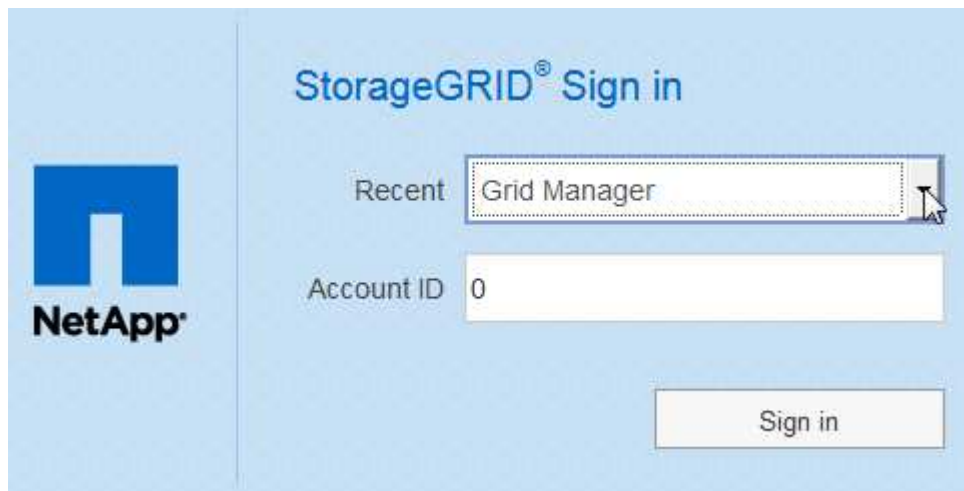 StorageGRID® Sign in
Recent Grid Manager
Account ID 0
NetApp®
Sign in